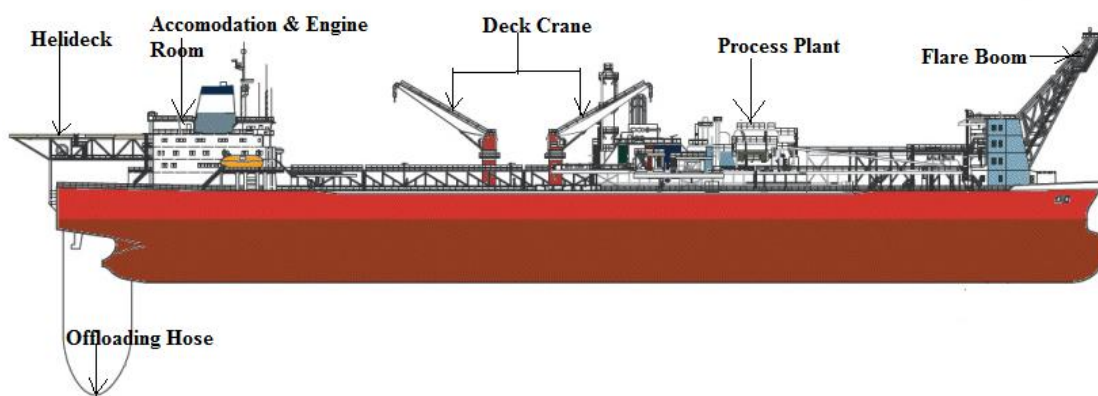 Helideck
Accomodation & Engine
Room
Deck Crane
Process Plant
Flare Boom
Offloading Hose